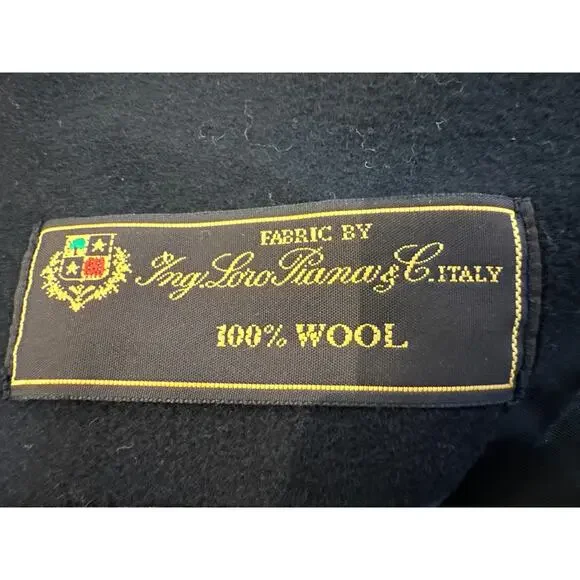 FABRIC BY
Ing. Loro Piana & C. ITALY
100% WOOL